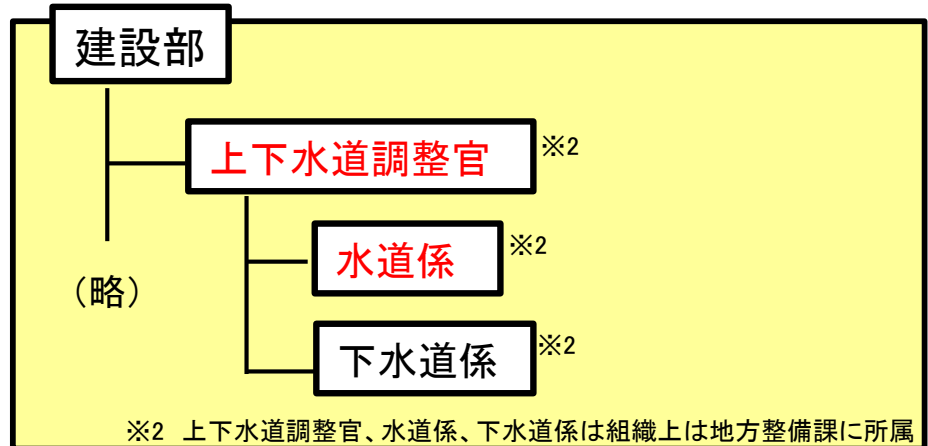 建設部
上下水道調整官 ※2
水道係 ※2
(略)
下水道係 ※2
※2 上下水道調整官、水道係、下水道係は組織上は地方整備課に所属